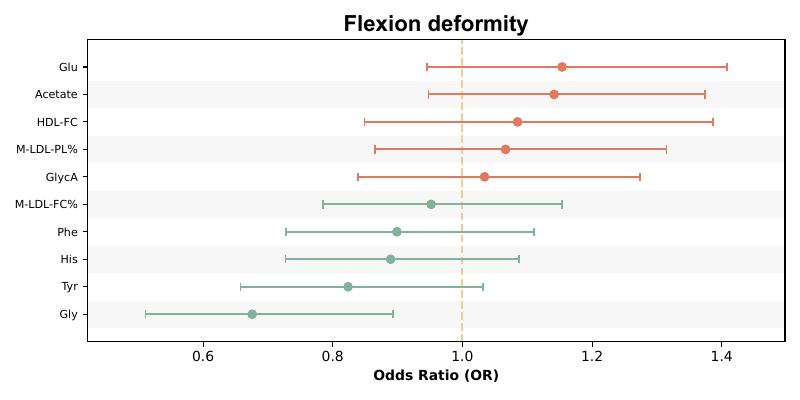 Flexion deformity
Glu
Acetate
HDL-FC
M-LDL-PL%
GlycA
M-LDL-FC%
Phe
His
Tyr
Gly
0.6 0.8 1.0 1.2 1.4
Odds Ratio (OR)